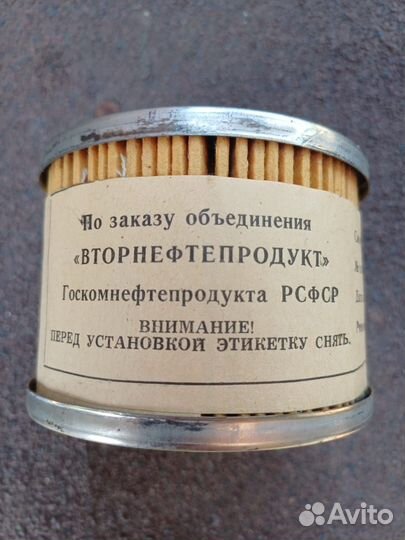 По заказу объединения
«ВТОРНЕФТЕПРОДУКТ»
Госкомнефтепродукта РСФСР
ВНИМАНИЕ!
ПЕРЕД УСТАНОВКОЙ ЭТИКЕТКУ СНЯТЬ.
Avito